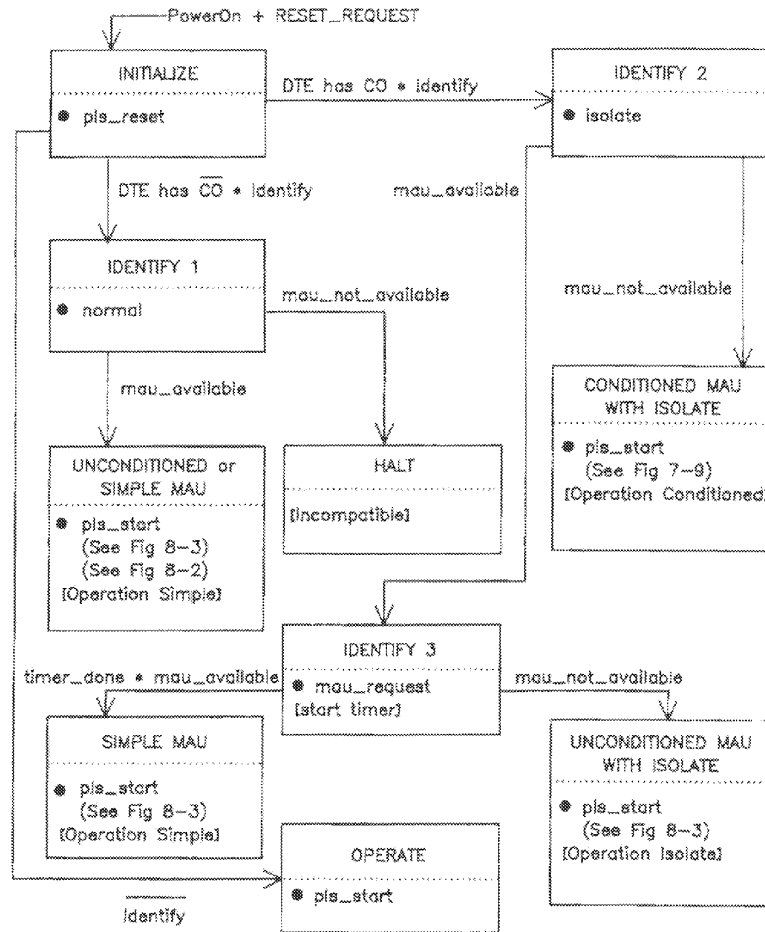 PowerOn + RESET_REQUEST
INITIALIZE
● pls_reset
DTE has CO * identify
IDENTIFY 2
● isolate
DTE has C̅O̅ * identify
mau_available
mau_not_available
IDENTIFY 1
● normal
mau_not_available
mau_available
CONDITIONED MAU
WITH ISOLATE
● pls_start
(See Fig 7-9)
[Operation Conditioned]
UNCONDITIONED or
SIMPLE MAU
● pls_start
(See Fig 8-3)
(See Fig 8-2)
[Operation Simple]
HALT
[incompatible]
IDENTIFY 3
● mau_request
[start timer]
timer_done * mau_available
mau_not_available
SIMPLE MAU
● pls_start
(See Fig 8-3)
[Operation Simple]
UNCONDITIONED MAU
WITH ISOLATE
● pls_start
(See Fig 8-3)
[Operation Isolate]
OPERATE
● pls_start
i̅d̅e̅n̅t̅i̅f̅y̅